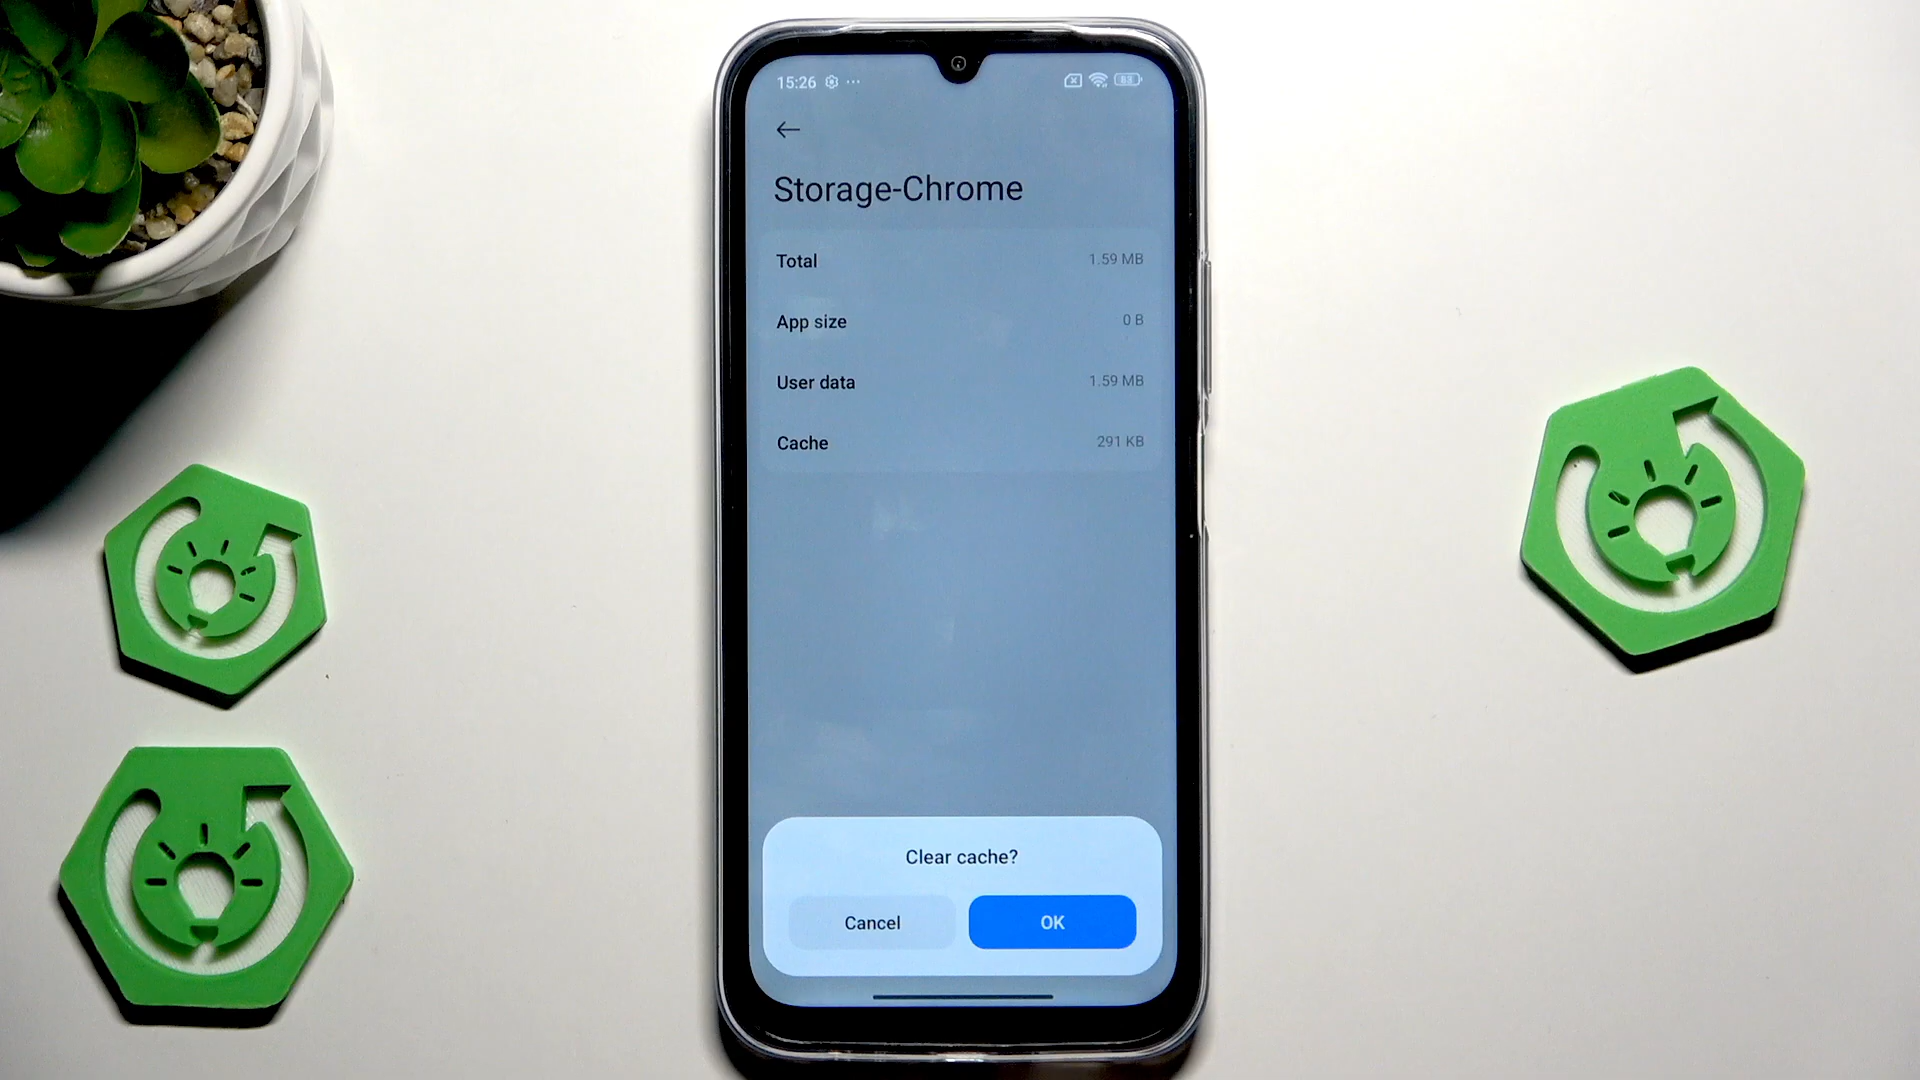 15:26
83
Storage-Chrome
Total 1.59 MB
App size 0 B
User data 1.59 MB
Cache 291 KB
Clear cache?
Cancel OK